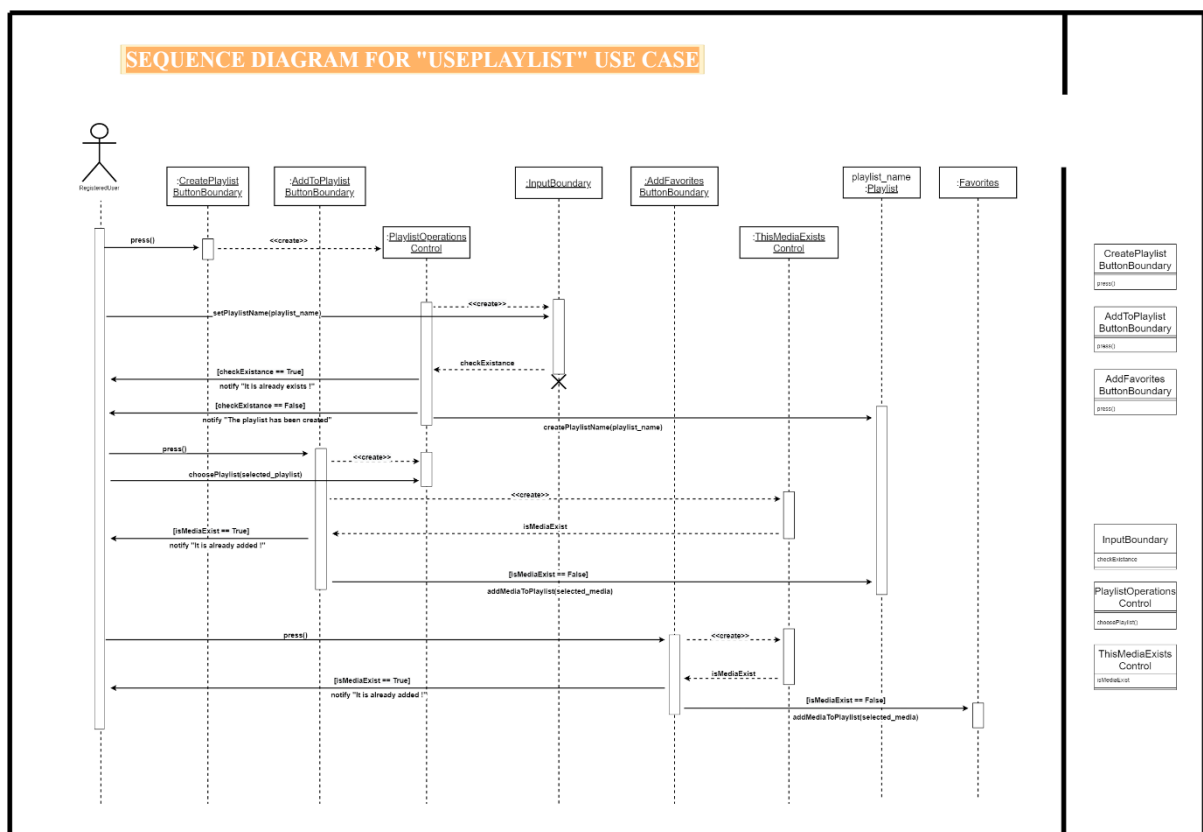 SEQUENCE DIAGRAM FOR "USEPLAYLIST" USE CASE
RegisteredUser
:CreatePlaylist
ButtonBoundary
:AddToPlaylist
ButtonBoundary
:InputBoundary
:AddFavorites
ButtonBoundary
playlist_name
:Playlist
:Favorites
press()
<<create>>
:PlaylistOperations
Control
:ThisMediaExists
Control
<<create>>
setPlaylistName(playlist_name)
checkExistance
[checkExistance == True]
notify "It is already exists !"
[checkExistance == False]
notify "The playlist has been created"
createPlaylistName(playlist_name)
press()
<<create>>
choosePlaylist(selected_playlist)
<<create>>
isMediaExist
[isMediaExist == True]
notify "It is already added !"
[isMediaExist == False]
addMediaToPlaylist(selected_media)
press()
<<create>>
isMediaExist
[isMediaExist == True]
notify "It is already added !"
[isMediaExist == False]
addMediaToPlaylist(selected_media)
CreatePlaylist
ButtonBoundary
press()
AddToPlaylist
ButtonBoundary
press()
AddFavorites
ButtonBoundary
press()
InputBoundary
checkExistance
PlaylistOperations
Control
choosePlaylist()
ThisMediaExists
Control
isMediaExist